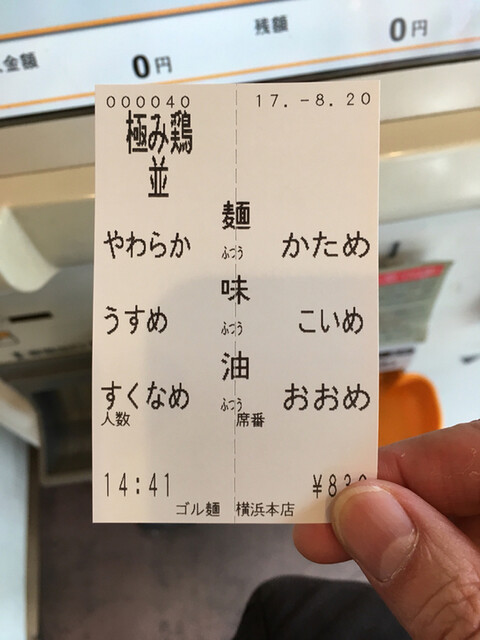 残額
金額
0円
0円
000040 17.-8.20
極み鶏
並
麺
やわらか ふつう かため
味
うすめ ふつう こいめ
油
すくなめ ふつう おおめ
人数 席番
14:41 ¥830
ゴル麺 横浜本店